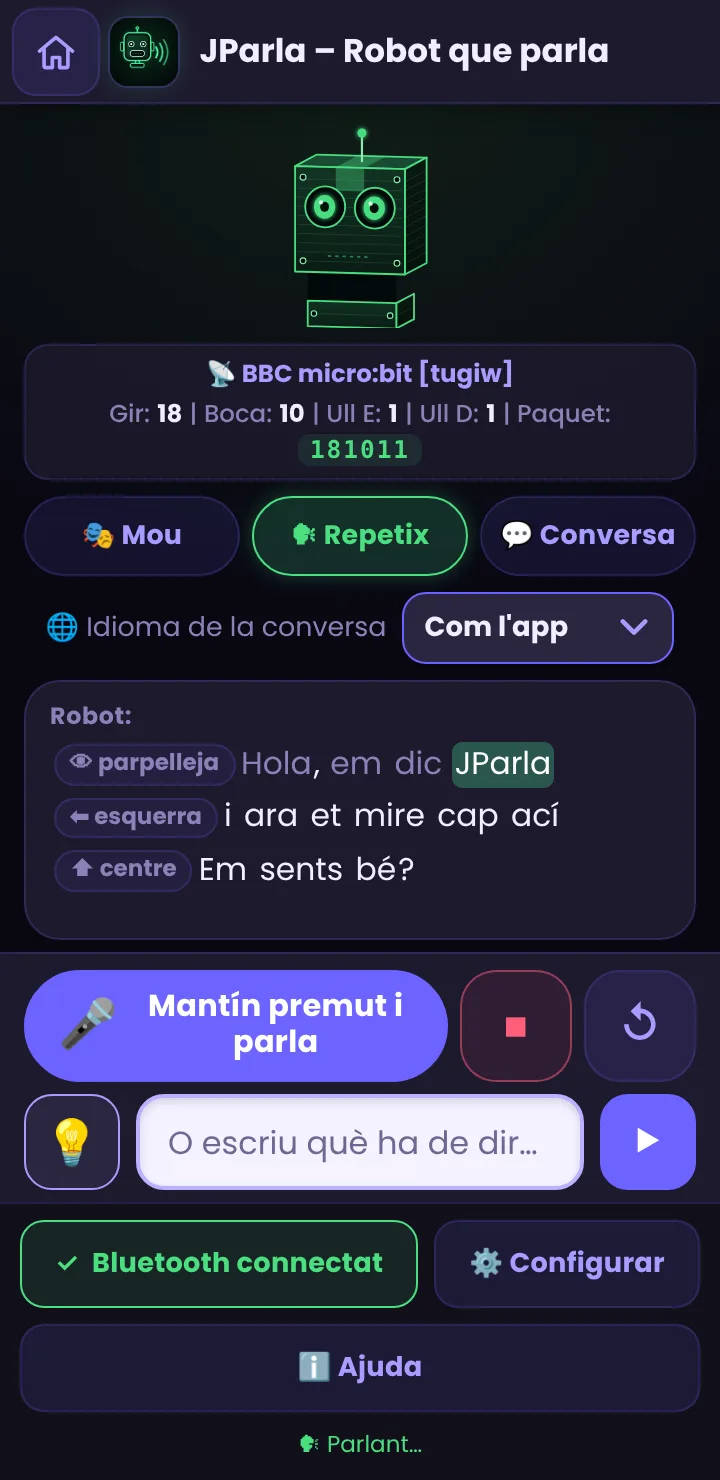 JParla – Robot que parla
📡 BBC micro:bit [tugiw]
Gir: 18 | Boca: 10 | Ull E: 1 | Ull D: 1 | Paquet:
181011
🎭 Mou
🗣 Repetix
💬 Conversa
🌐 Idioma de la conversa
Com l'app
Robot:
👁 parpelleja Hola, em dic JParla
⬅ esquerra i ara et mire cap ací
⬆ centre Em sents bé?
🎤 Mantín premut i
parla
O escriu què ha de dir...
✓ Bluetooth connectat
⚙️ Configurar
ℹ️ Ajuda
🗣 Parlant...